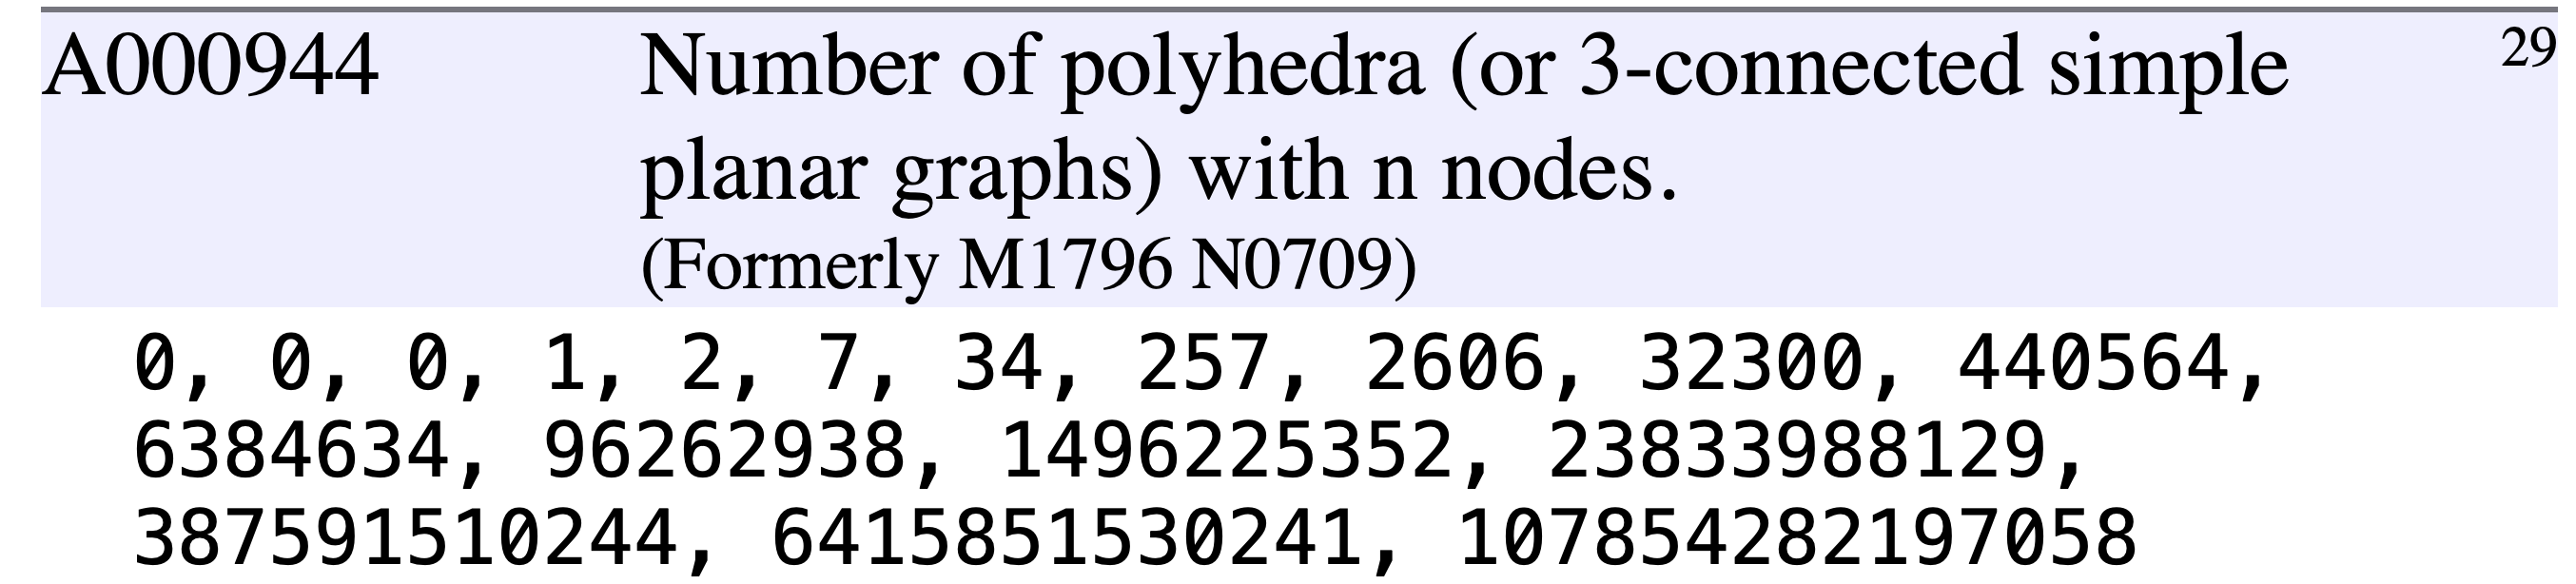 A000944 Number of polyhedra (or 3-connected simple 29
planar graphs) with n nodes.
(Formerly M1796 N0709)
0, 0, 0, 1, 2, 7, 34, 257, 2606, 32300, 440564,
6384634, 96262938, 1496225352, 23833988129,
387591510244, 6415851530241, 107854282197058